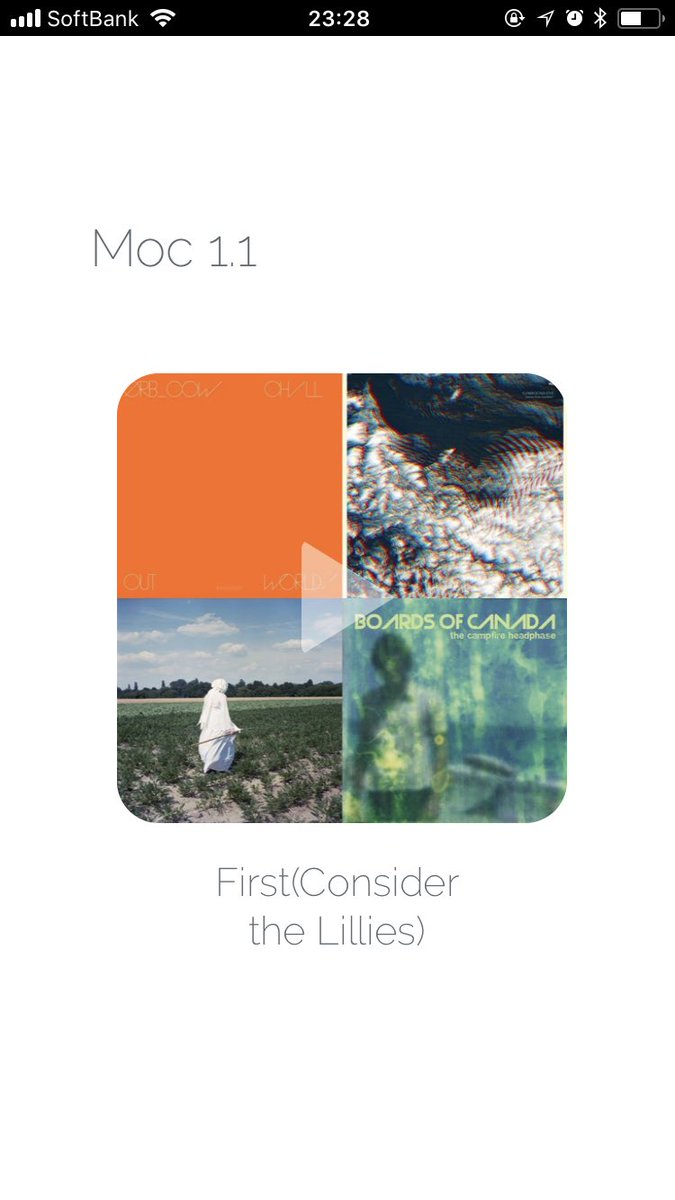 SoftBank 23:28
Moc 1.1
CHILL
OUT WORLD!
BOARDS OF CANADA
the campfire headphase
First(Consider
the Lillies)